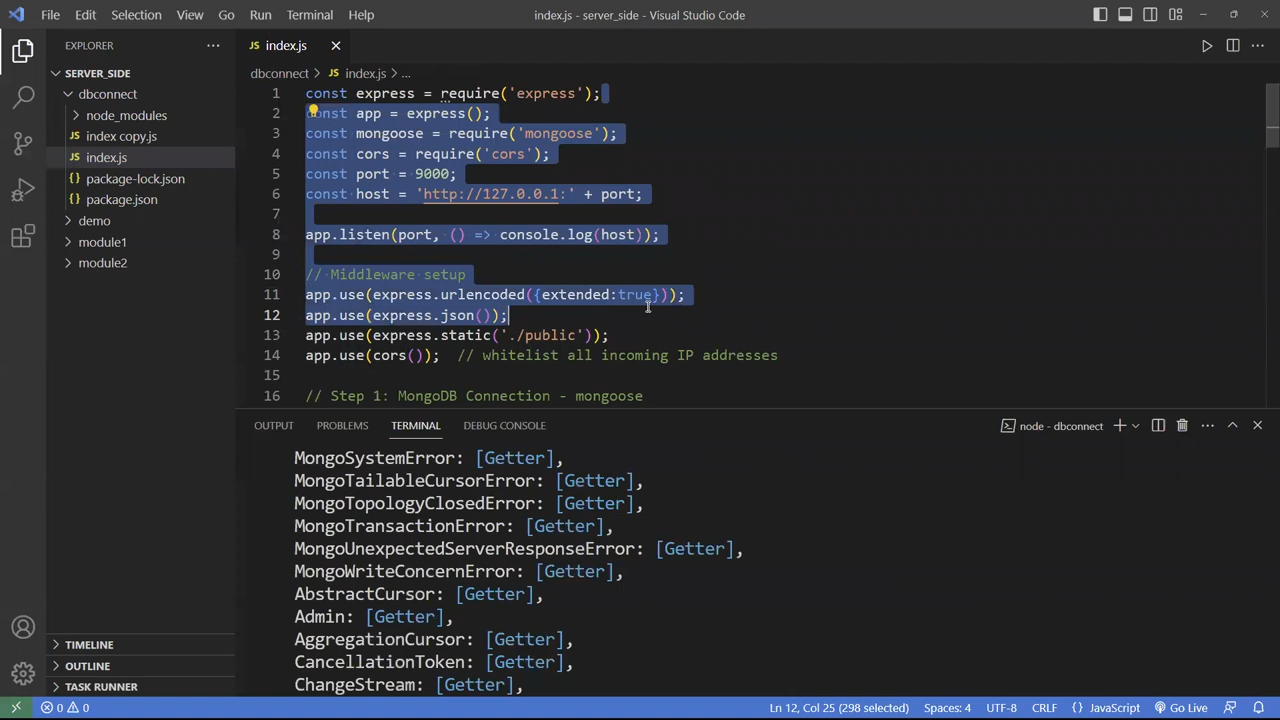 File Edit Selection View Go Run Terminal Help
index.js - server_side - Visual Studio Code
EXPLORER
SERVER_SIDE
dbconnect
node_modules
index copy.js
index.js
package-lock.json
package.json
demo
module1
module2
TIMELINE
OUTLINE
TASK RUNNER
JS index.js
dbconnect > JS index.js > ...
1 const express = require('express');
2 const app = express();
3 const mongoose = require('mongoose');
4 const cors = require('cors');
5 const port = 9000;
6 const host = 'http://127.0.0.1:' + port;
7
8 app.listen(port, () => console.log(host));
9
10 // Middleware setup
11 app.use(express.urlencoded({extended:true}));
12 app.use(express.json());
13 app.use(express.static('./public'));
14 app.use(cors()); // whitelist all incoming IP addresses
15
16 // Step 1: MongoDB Connection - mongoose
OUTPUT PROBLEMS TERMINAL DEBUG CONSOLE
node - dbconnect
MongoSystemError: [Getter],
MongoTailableCursorError: [Getter],
MongoTopologyClosedError: [Getter],
MongoTransactionError: [Getter],
MongoUnexpectedServerResponseError: [Getter],
MongoWriteConcernError: [Getter],
AbstractCursor: [Getter],
Admin: [Getter],
AggregationCursor: [Getter],
CancellationToken: [Getter],
ChangeStream: [Getter],
0 0
Ln 12, Col 25 (298 selected) Spaces: 4 UTF-8 CRLF {} JavaScript Go Live